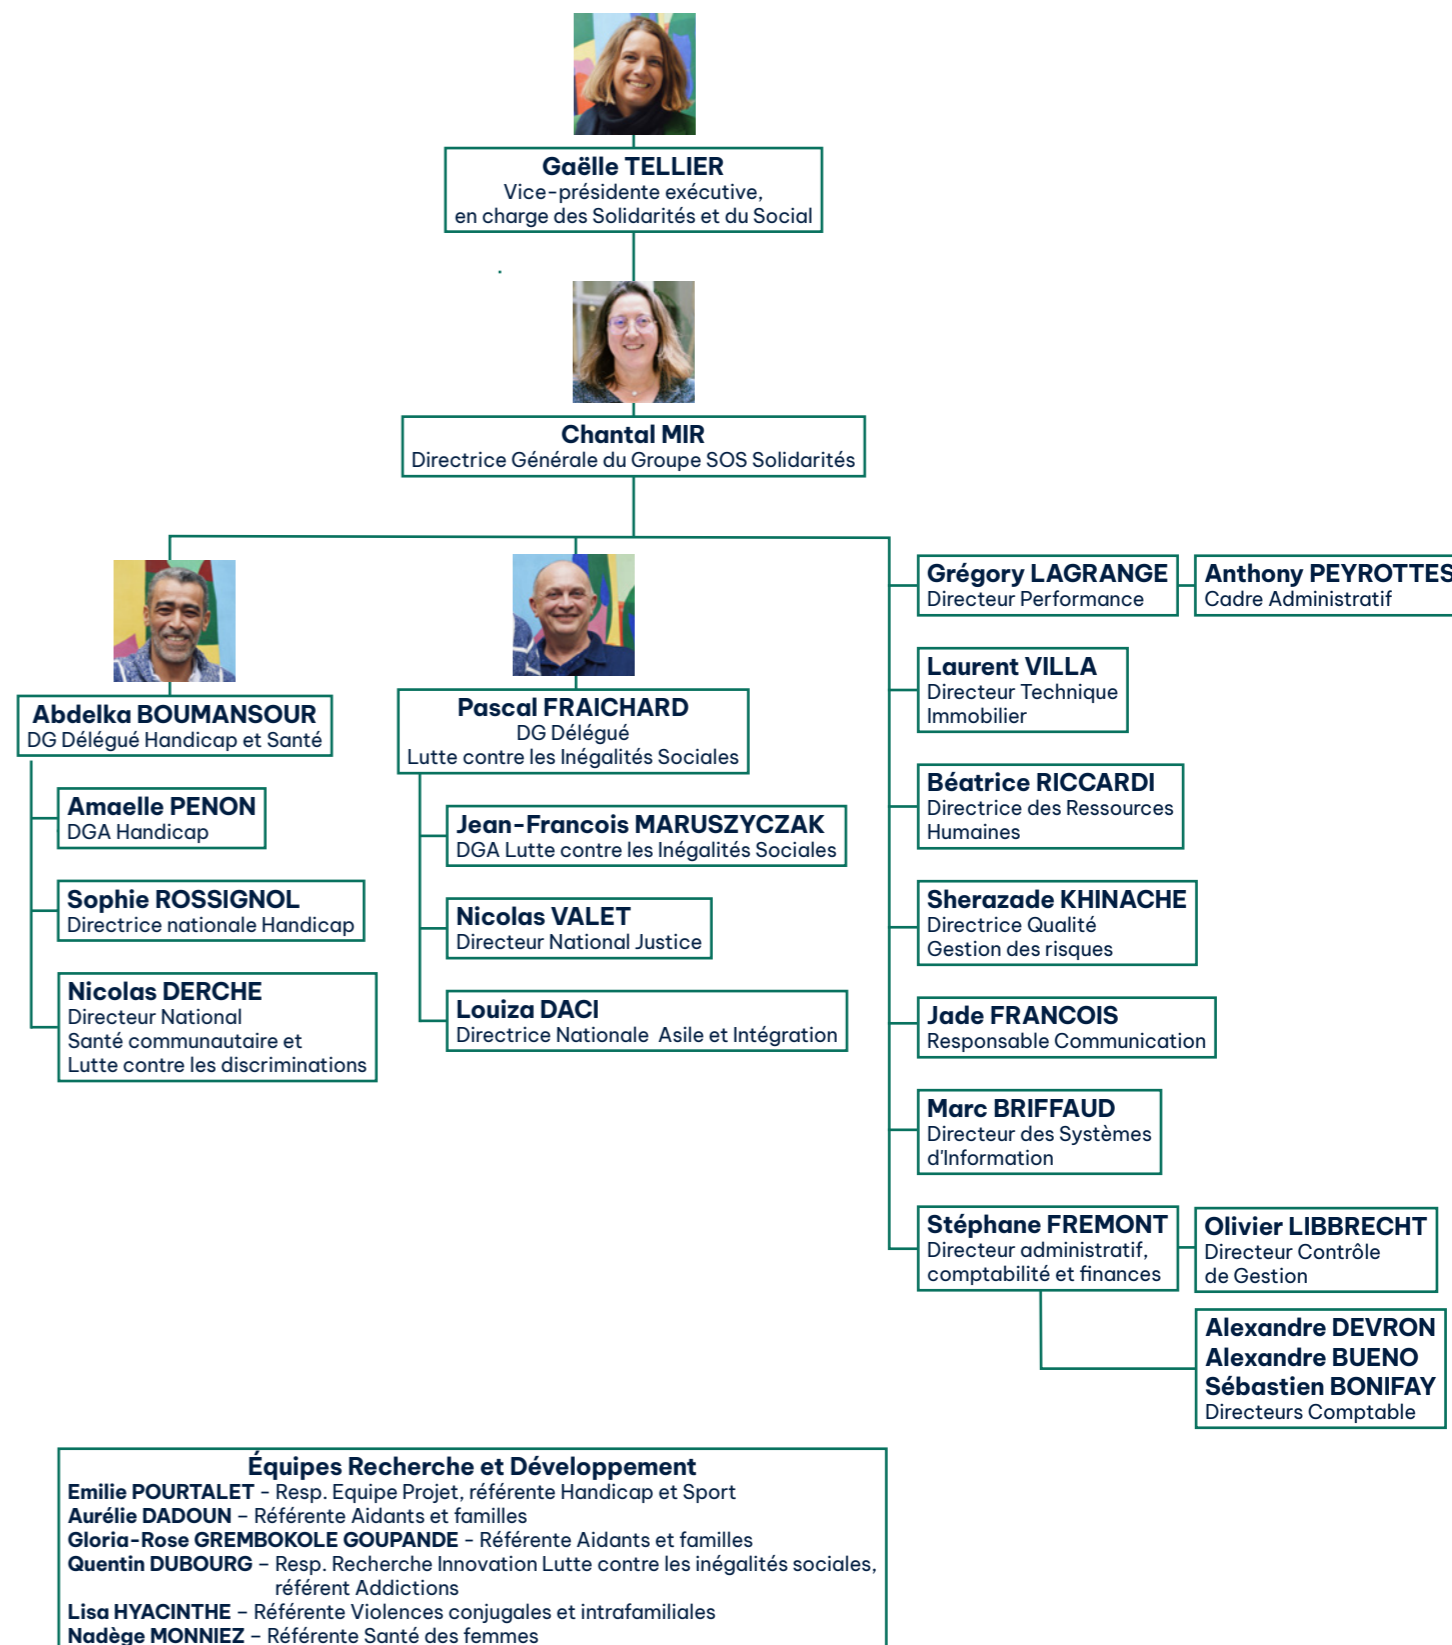 Gaëlle TELLIER
Vice-présidente exécutive,
en charge des Solidarités et du Social
Chantal MIR
Directrice Générale du Groupe SOS Solidarités
Abdelka BOUMANSOUR
DG Délégué Handicap et Santé
Amaelle PENON
DGA Handicap
Sophie ROSSIGNOL
Directrice nationale Handicap
Nicolas DERCHE
Directeur National
Santé communautaire et
Lutte contre les discriminations
Pascal FRAICHARD
DG Délégué
Lutte contre les Inégalités Sociales
Jean-Francois MARUSZYCZAK
DGA Lutte contre les Inégalités Sociales
Nicolas VALET
Directeur National Justice
Louiza DACI
Directrice Nationale Asile et Intégration
Grégory LAGRANGE
Directeur Performance
Anthony PEYROTTES
Cadre Administratif
Laurent VILLA
Directeur Technique
Immobilier
Béatrice RICCARDI
Directrice des Ressources
Humaines
Sherazade KHINACHE
Directrice Qualité
Gestion des risques
Jade FRANCOIS
Responsable Communication
Marc BRIFFAUD
Directeur des Systèmes
d'Information
Stéphane FREMONT
Directeur administratif,
comptabilité et finances
Olivier LIBBRECHT
Directeur Contrôle
de Gestion
Alexandre DEVRON
Alexandre BUENO
Sébastien BONIFAY
Directeurs Comptable
Équipes Recherche et Développement
Emilie POURTALET - Resp. Equipe Projet, référente Handicap et Sport
Aurélie DADOUN – Référente Aidants et familles
Gloria-Rose GREMBOKOLE GOUPANDE - Référente Aidants et familles
Quentin DUBOURG – Resp. Recherche Innovation Lutte contre les inégalités sociales,
référent Addictions
Lisa HYACINTHE – Référente Violences conjugales et intrafamiliales
Nadège MONNIEZ – Référente Santé des femmes